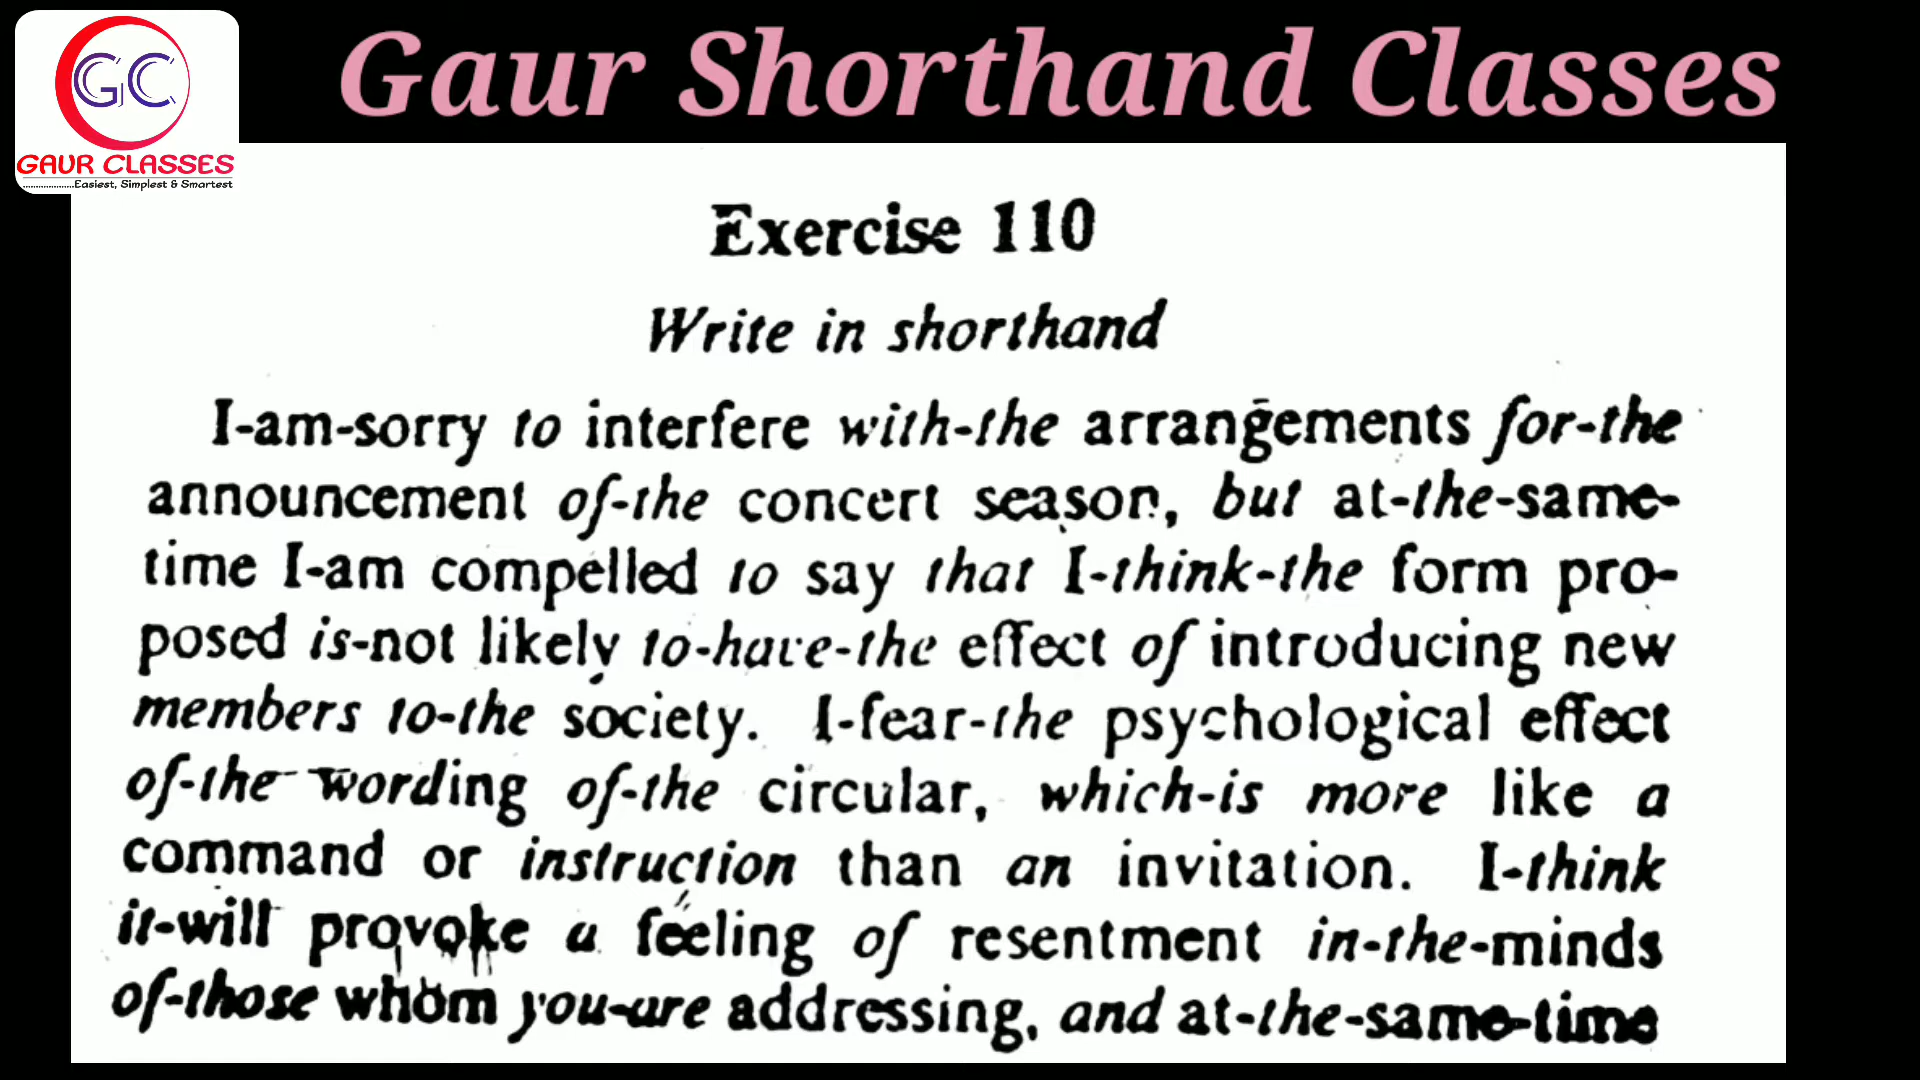 Gaur Shorthand Classes
GC
GAUR CLASSES
....................Easiest, Simplest & Smartest
Exercise 110
Write in shorthand
I-am-sorry to interfere with-the arrangements for-the
announcement of-the concert season, but at-the-same-
time I-am compelled to say that I-think-the form pro-
posed is-not likely to-have-the effect of introducing new
members to-the society. I-fear-the psychological effect
of-the wording of-the circular, which-is more like a
command or instruction than an invitation. I-think
it-will provoke a feeling of resentment in-the-minds
of-those whom you-are addressing, and at-the-same-time